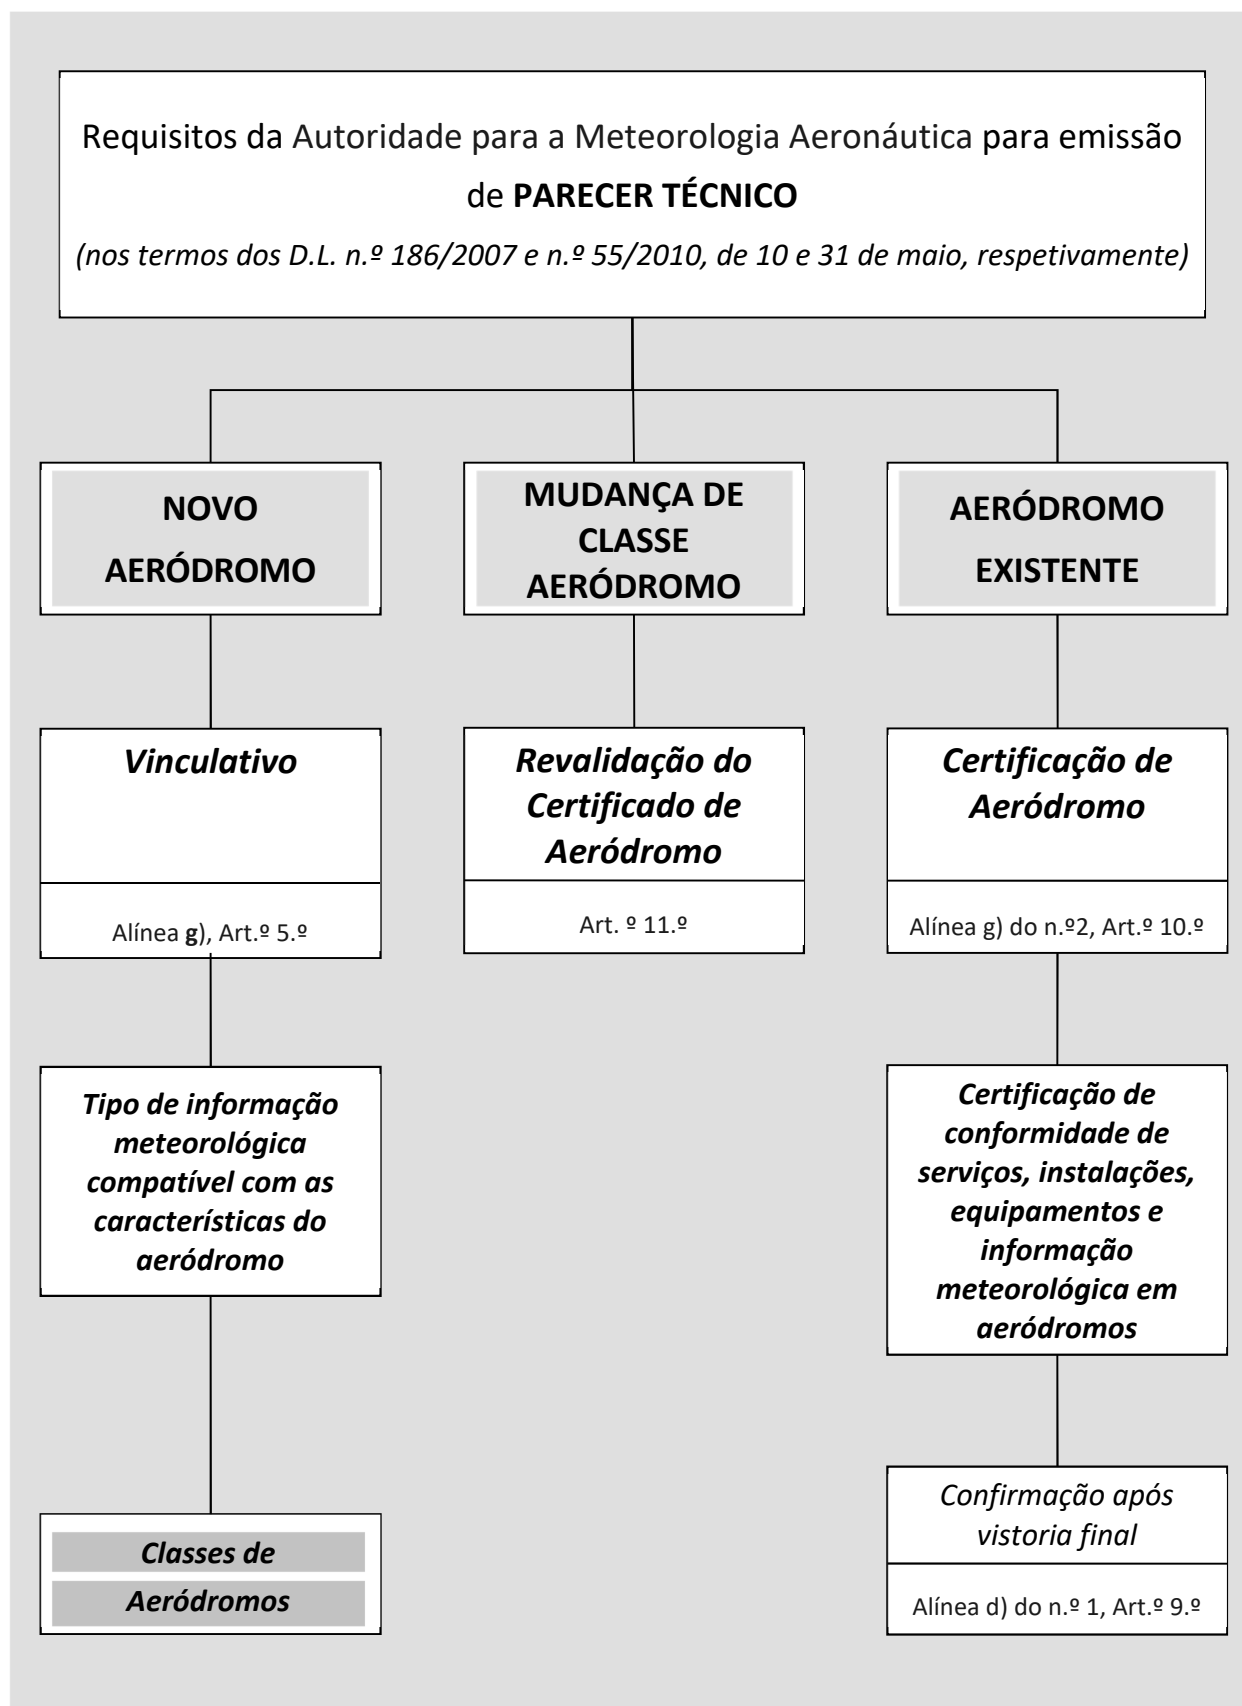 Requisitos da Autoridade para a Meteorologia Aeronáutica para emissão
de PARECER TÉCNICO
(nos termos dos D.L. n.º 186/2007 e n.º 55/2010, de 10 e 31 de maio, respetivamente)
NOVO
AERÓDROMO
MUDANÇA DE
CLASSE
AERÓDROMO
AERÓDROMO
EXISTENTE
Vinculativo
Alínea g), Art.º 5.º
Revalidação do
Certificado de
Aeródromo
Art. º 11.º
Certificação de
Aeródromo
Alínea g) do n.º2, Art.º 10.º
Tipo de informação
meteorológica
compatível com as
características do
aeródromo
Certificação de
conformidade de
serviços, instalações,
equipamentos e
informação
meteorológica em
aeródromos
Classes de
Aeródromos
Confirmação após
vistoria final
Alínea d) do n.º 1, Art.º 9.º